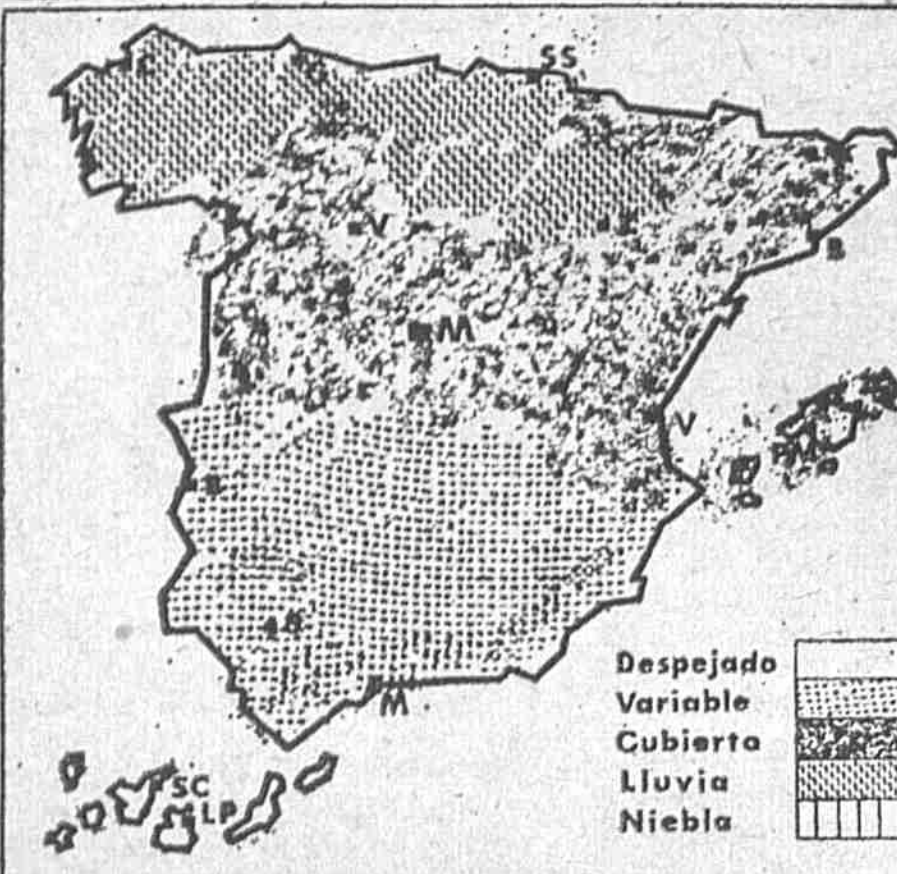 SS
V
B
M
V
PM
B
S
M
SC
LP
Despejado
Variable
Cubierto
Lluvia
Niebla